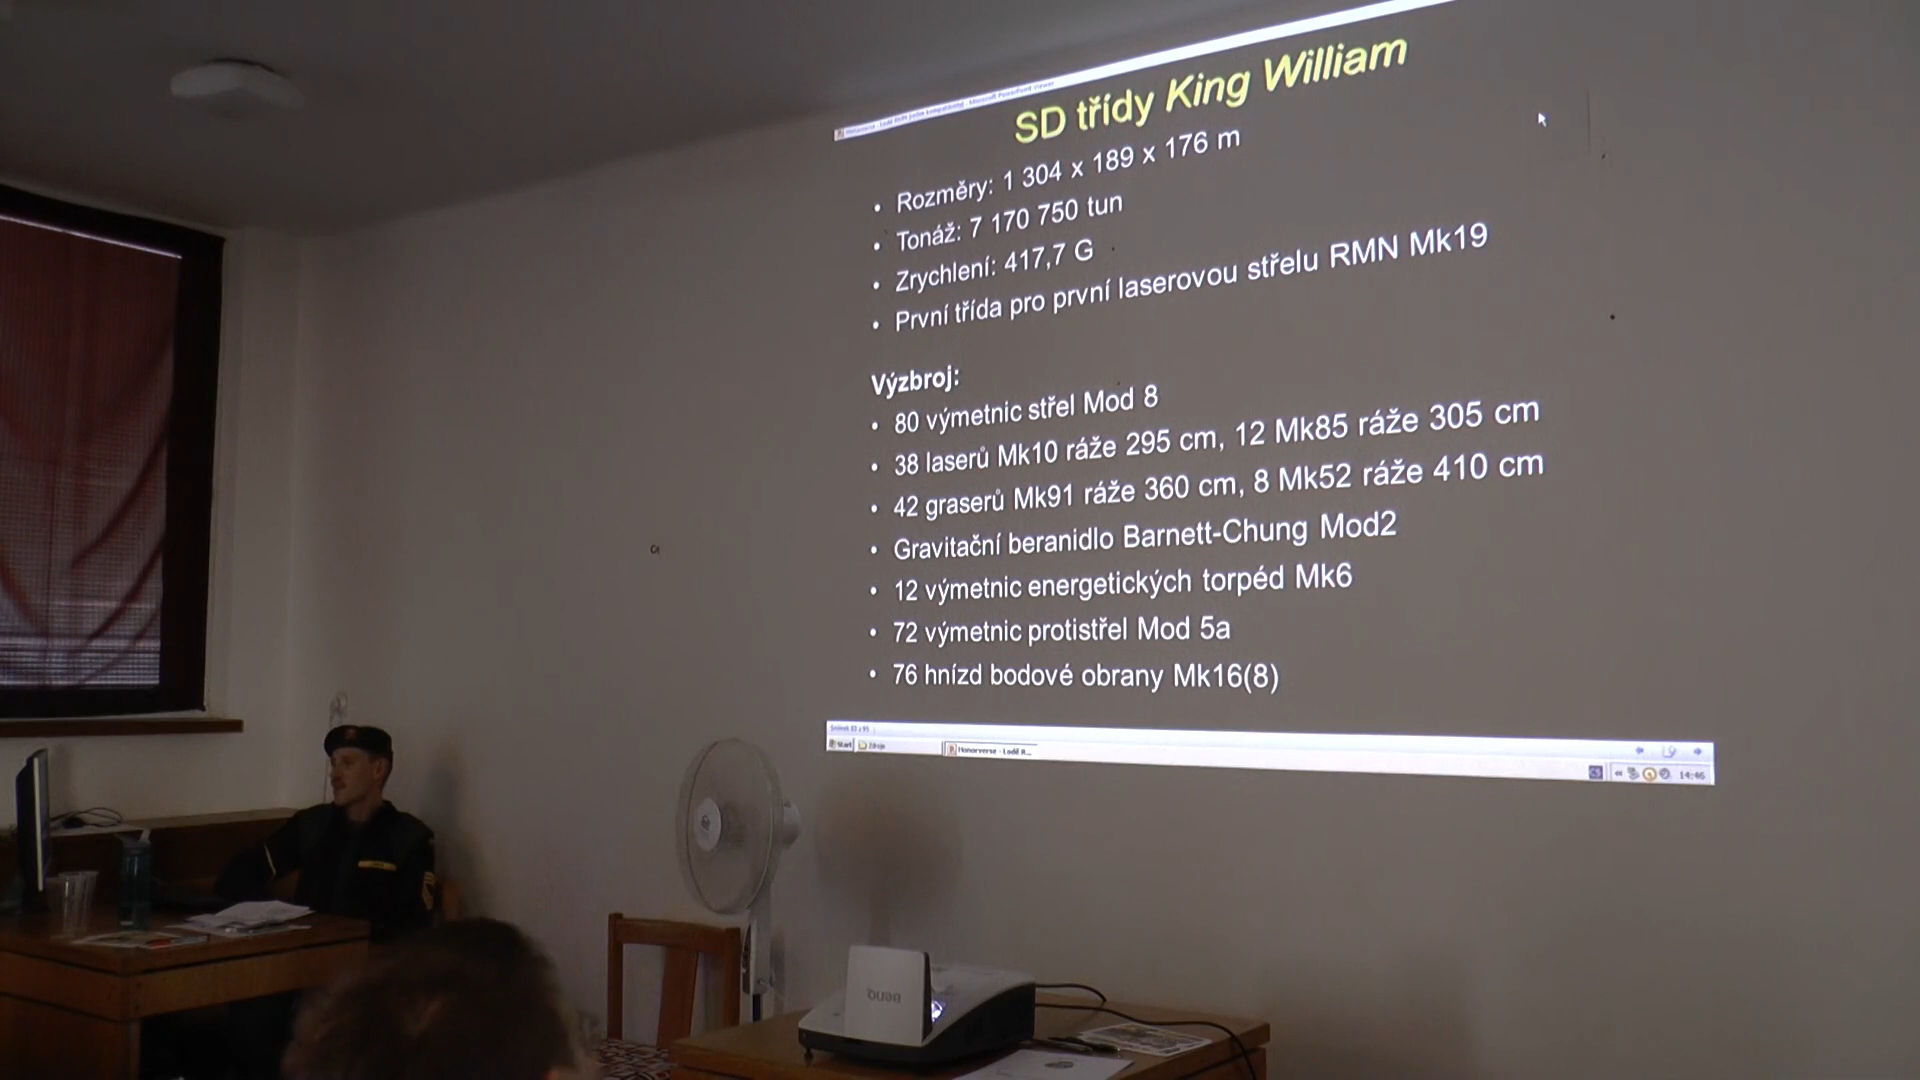 SD třídy King William
• Rozměry: 1 304 x 189 x 176 m
• Tonáž: 7 170 750 tun
• Zrychlení: 417,7 G
• První třída pro první laserovou střelu RMN Mk19
Výzbroj:
• 80 výmetnic střel Mod 8
• 38 laserů Mk10 ráže 295 cm, 12 Mk85 ráže 305 cm
• 42 graserů Mk91 ráže 360 cm, 8 Mk52 ráže 410 cm
• Gravitační beranidlo Barnett-Chung Mod2
• 12 výmetnic energetických torpéd Mk6
• 72 výmetnic protistřel Mod 5a
• 76 hnízd bodové obrany Mk16(8)
Start
Honorverse - Lodě R...
CS
14:46
BenQ